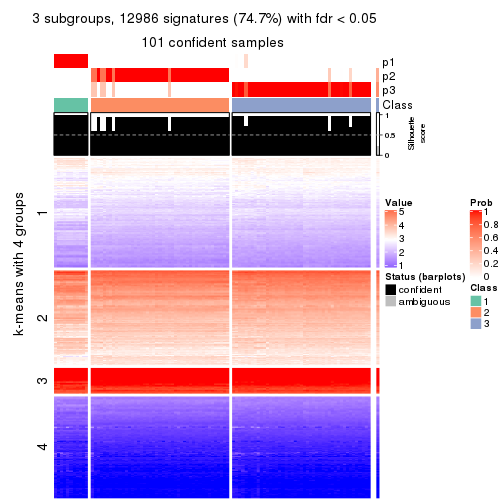 3 subgroups, 12986 signatures (74.7%) with fdr < 0.05
101 confident samples
p1
p2
p3
Class
1
0.5
0
Silhouette
score
k-means with 4 groups
1
2
3
4
Value
5
4
3
2
1
Status (barplots)
confident
ambiguous
Prob
1
0.8
0.6
0.4
0.2
0
Class
1
2
3